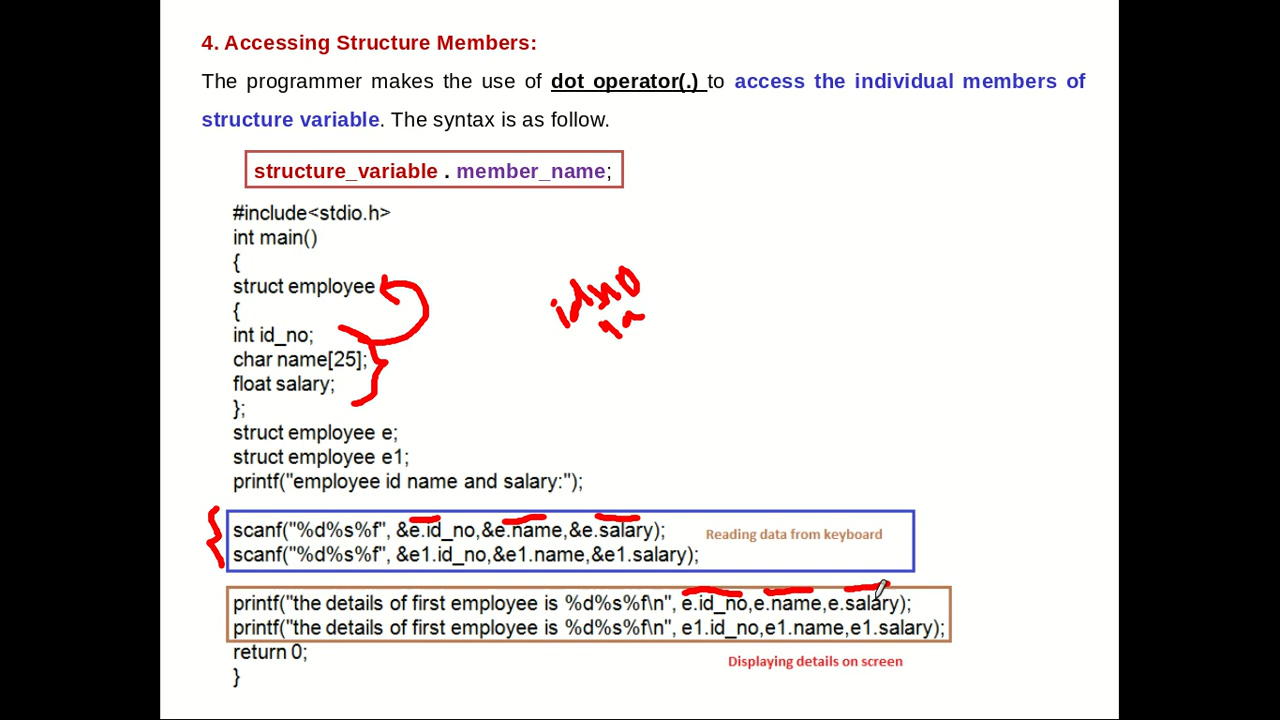 4. Accessing Structure Members:
The programmer makes the use of dot operator(.) to access the individual members of
structure variable. The syntax is as follow.
structure_variable . member_name;
#include<stdio.h>
int main()
{
struct employee
{
int id_no;
char name[25];
float salary;
};
struct employee e;
struct employee e1;
printf("employee id name and salary:");
idno
scanf("%d%s%f", &e.id_no,&e.name,&e.salary);
Reading data from keyboard
scanf("%d%s%f", &e1.id_no,&e1.name,&e1.salary);
printf("the details of first employee is %d%s%f\n", e.id_no,e.name,e.salary);
printf("the details of first employee is %d%s%f\n", e1.id_no,e1.name,e1.salary);
return 0;
Displaying details on screen
}